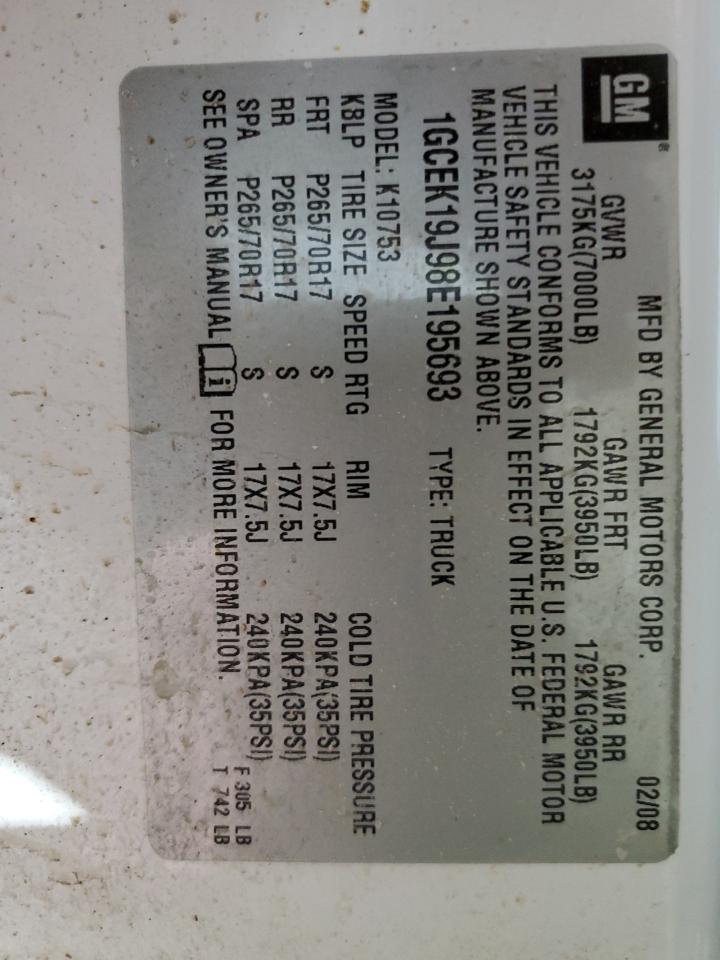 GM®
MFD BY GENERAL MOTORS CORP. 02/08
GVWR GAWR FRT GAWR RR
3175KG(7000LB) 1792KG(3950LB) 1792KG(3950LB)
THIS VEHICLE CONFORMS TO ALL APPLICABLE U.S. FEDERAL MOTOR
VEHICLE SAFETY STANDARDS IN EFFECT ON THE DATE OF
MANUFACTURE SHOWN ABOVE.
1GCEK19J98E195693 TYPE: TRUCK
MODEL: K10753
K8LP TIRE SIZE SPEED RTG RIM COLD TIRE PRESSURE
FRT P265/70R17 S 17X7.5J 240KPA(35PSI)
RR P265/70R17 S 17X7.5J 240KPA(35PSI)
SPA P265/70R17 S 17X7.5J 240KPA(35PSI)
SEE OWNER'S MANUAL i FOR MORE INFORMATION.
F 305 LB
T 742 LB